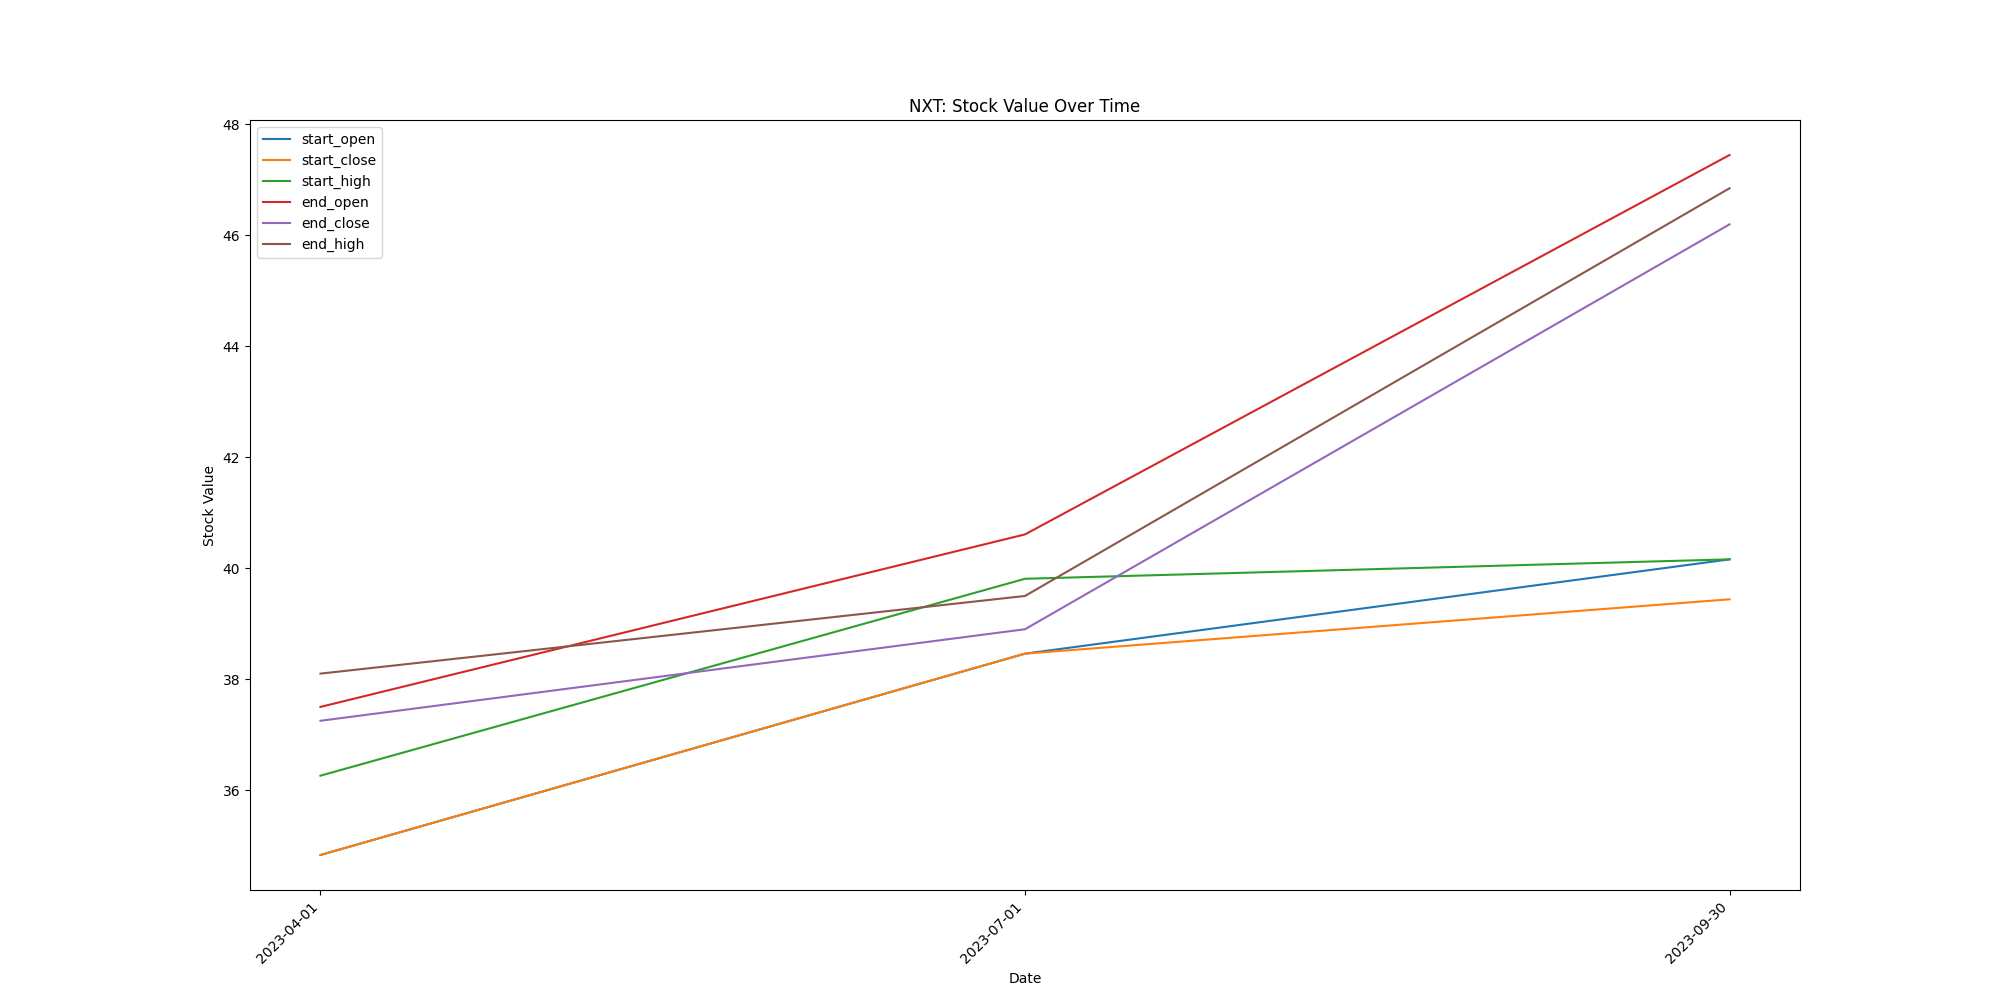 NXT: Stock Value Over Time
start_open
start_close
start_high
end_open
end_close
end_high
48
46
44
42
40
38
36
Stock Value
2023-04-01
2023-07-01
2023-09-30
Date